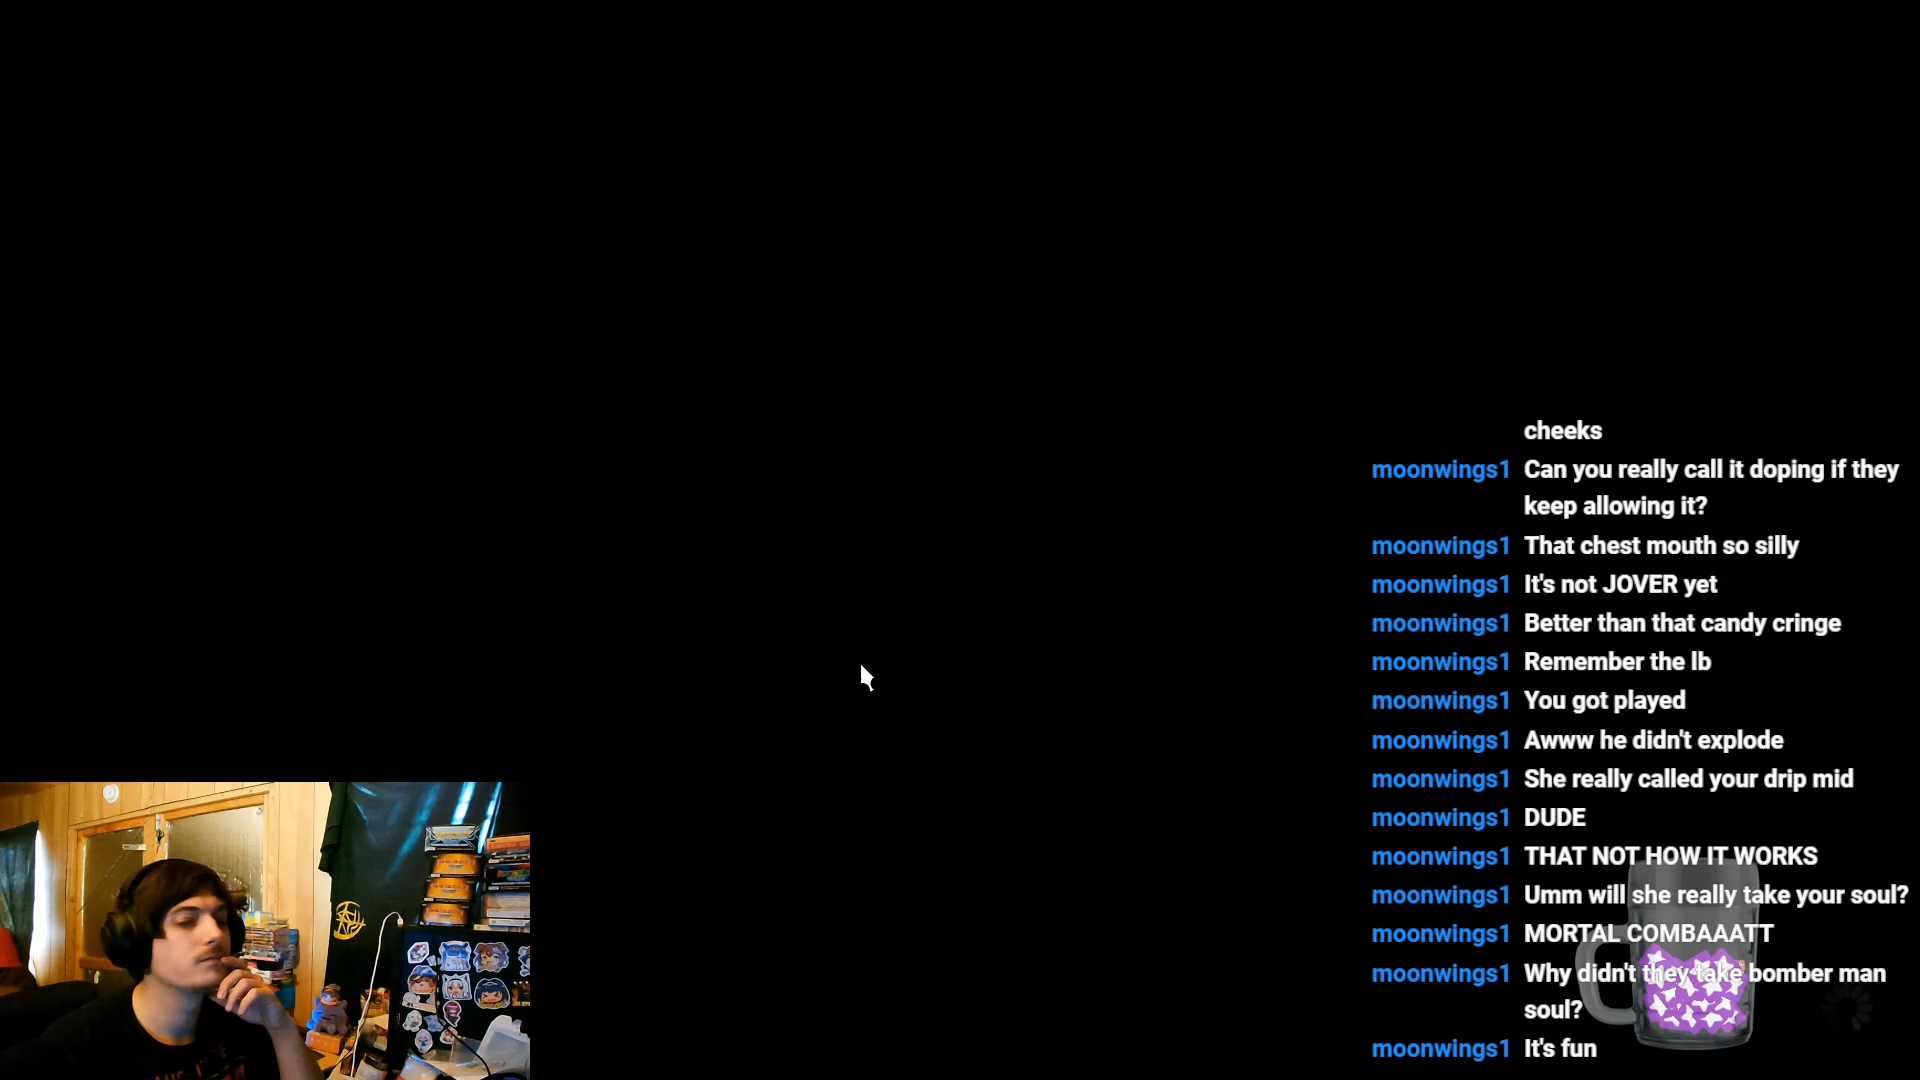 cheeks
moonwings1 Can you really call it doping if they
keep allowing it?
moonwings1 That chest mouth so silly
moonwings1 It's not JOVER yet
moonwings1 Better than that candy cringe
moonwings1 Remember the lb
moonwings1 You got played
moonwings1 Awww he didn't explode
moonwings1 She really called your drip mid
moonwings1 DUDE
moonwings1 THAT NOT HOW IT WORKS
moonwings1 Umm will she really take your soul?
moonwings1 MORTAL COMBAAATT
moonwings1 Why didn't they take bomber man
soul?
moonwings1 It's fun